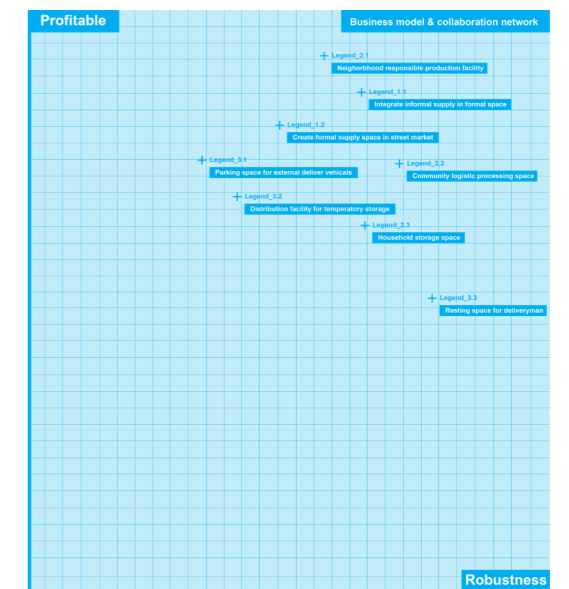 Profitable
Business model & collaboration network
Legend_2.1
Neighorbhood responsible production facility
Legend_1.1
Integrate informal supply in formal space
Legend_1.2
Create formal supply space in street market
Legend_3.1
Parking space for external deliver vehicals
Legend_2.2
Community logistic processing space
Legend_3.2
Distribution facility for temperatory storage
Legend_2.3
Household storage space
Legend_3.3
Resting space for deliveryman
Robustness